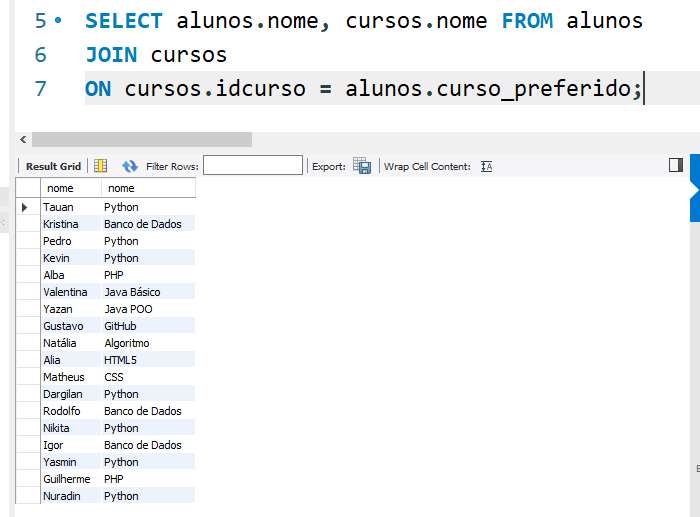 5 SELECT alunos.nome, cursos.nome FROM alunos
6 JOIN cursos
7 ON cursos.idcurso = alunos.curso_preferido;
Result Grid Filter Rows: Export: Wrap Cell Content: IA
nome nome
Tauan Python
Kristina Banco de Dados
Pedro Python
Kevin Python
Alba PHP
Valentina Java Básico
Yazan Java POO
Gustavo GitHub
Natália Algoritmo
Alia HTML5
Matheus CSS
Dargilan Python
Rodolfo Banco de Dados
Nikita Python
Igor Banco de Dados
Yasmin Python
Guilherme PHP
Nuradin Python